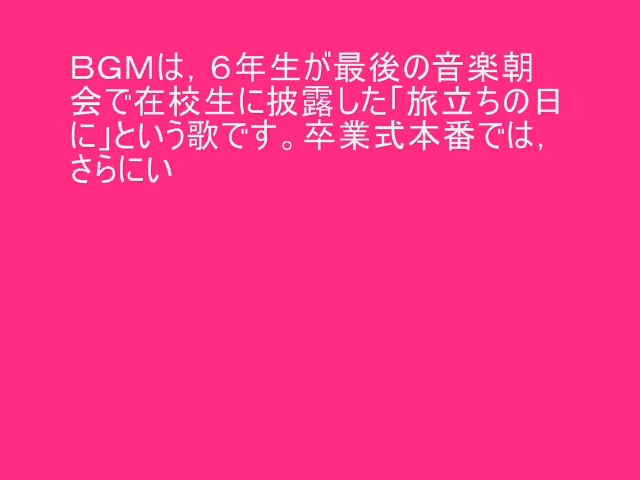 BGMは，６年生が最後の音楽朝
会で在校生に披露した「旅立ちの日
に」という歌です。卒業式本番では，
さらにい